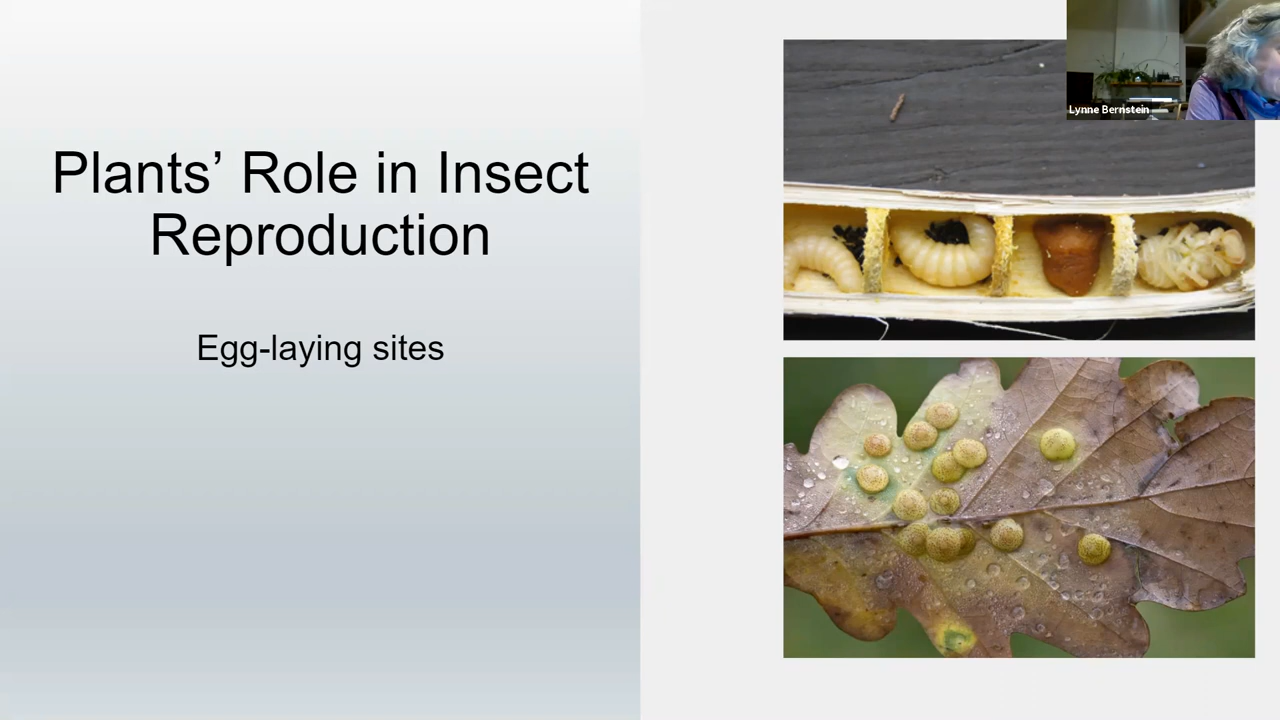 Plants’ Role in Insect
Reproduction
Egg-laying sites
Lynne Bernstein